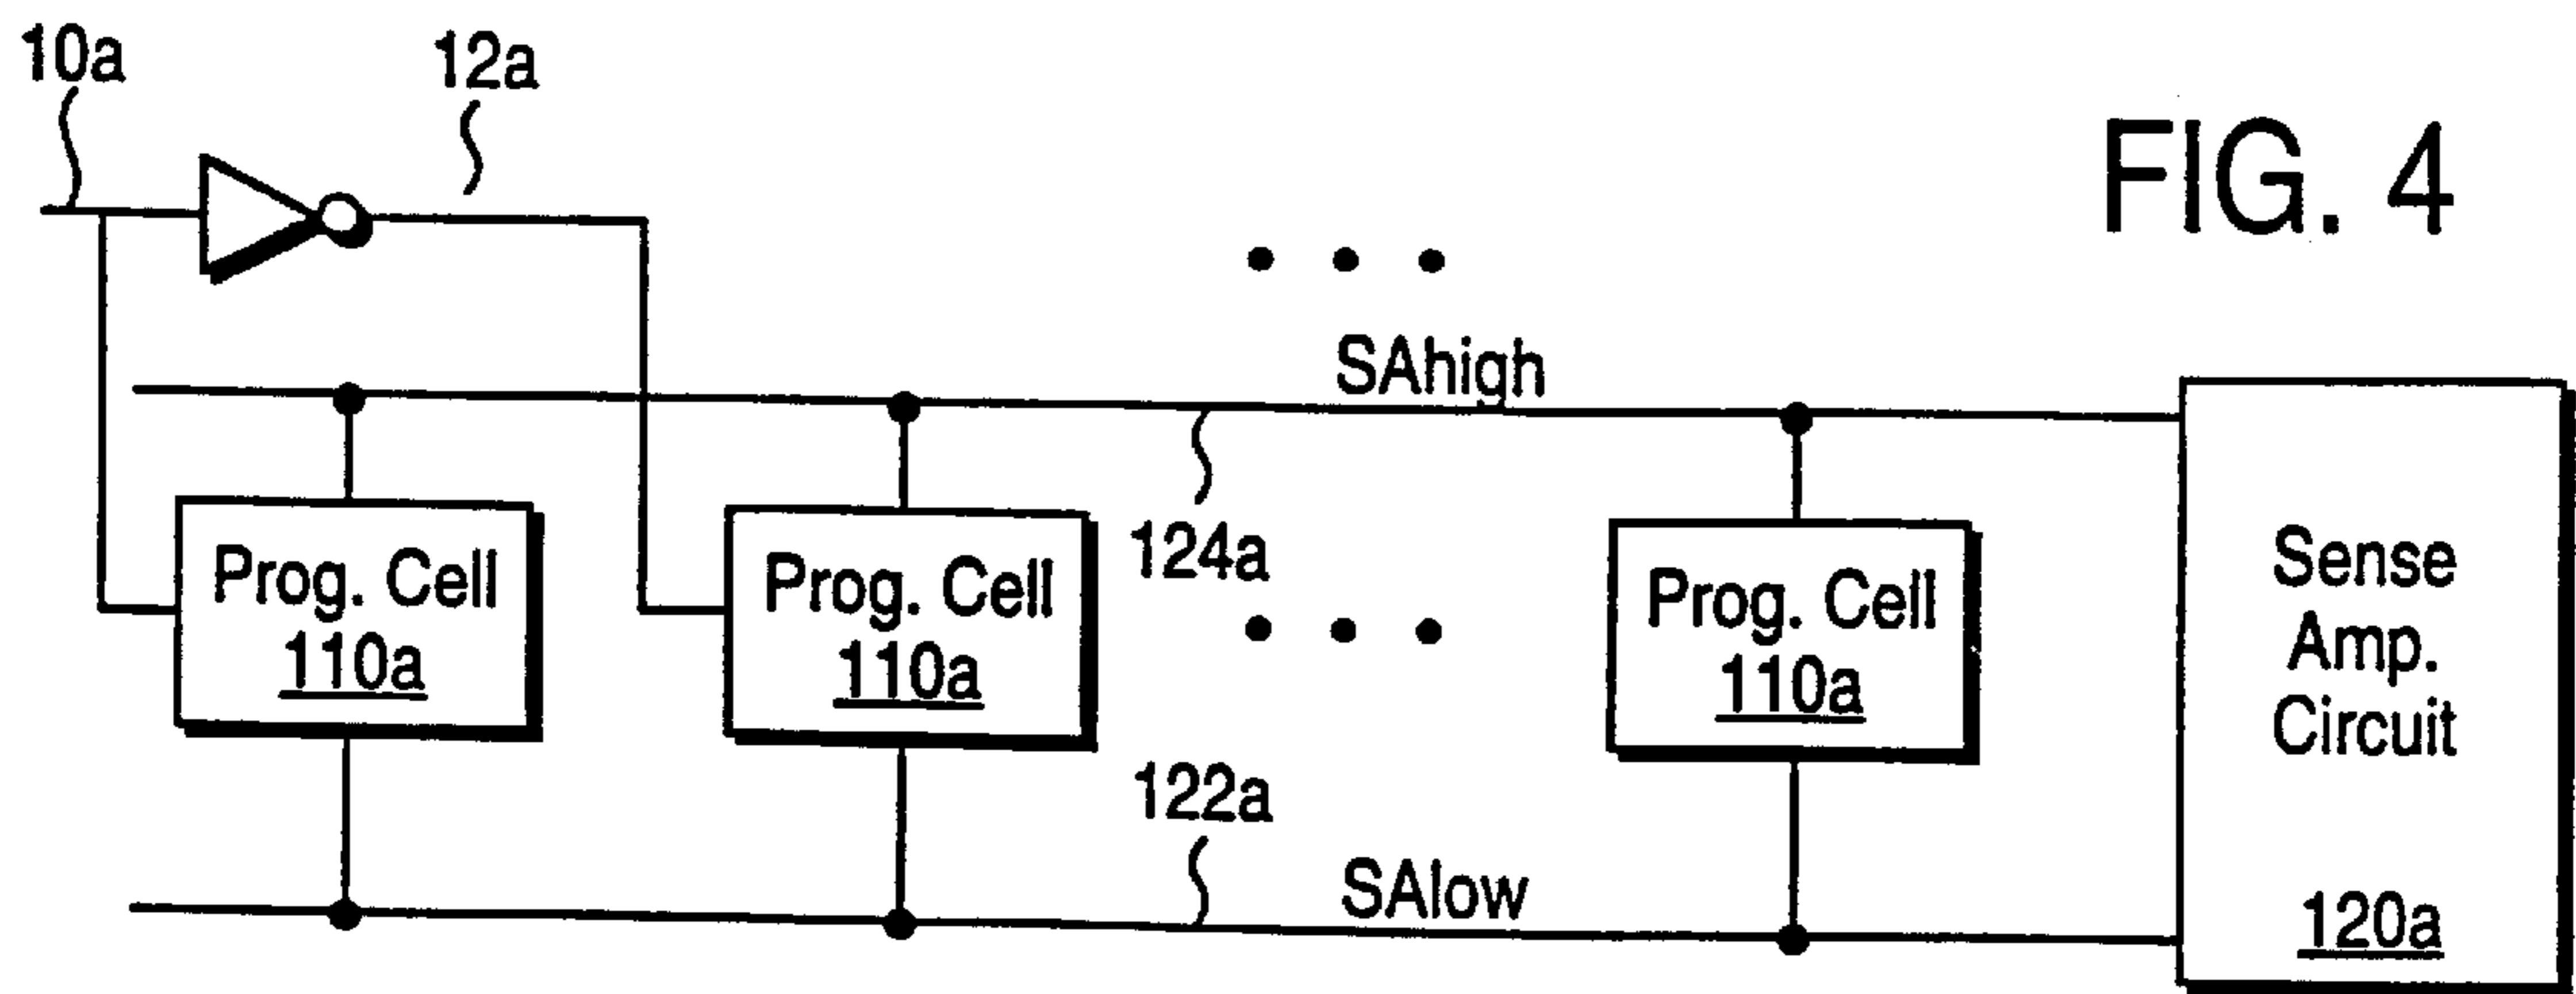 10a
12a
FIG. 4
SAhigh
124a
Prog. Cell
110a
Prog. Cell
110a
Prog. Cell
110a
Sense
Amp.
Circuit
120a
122a
SAlow